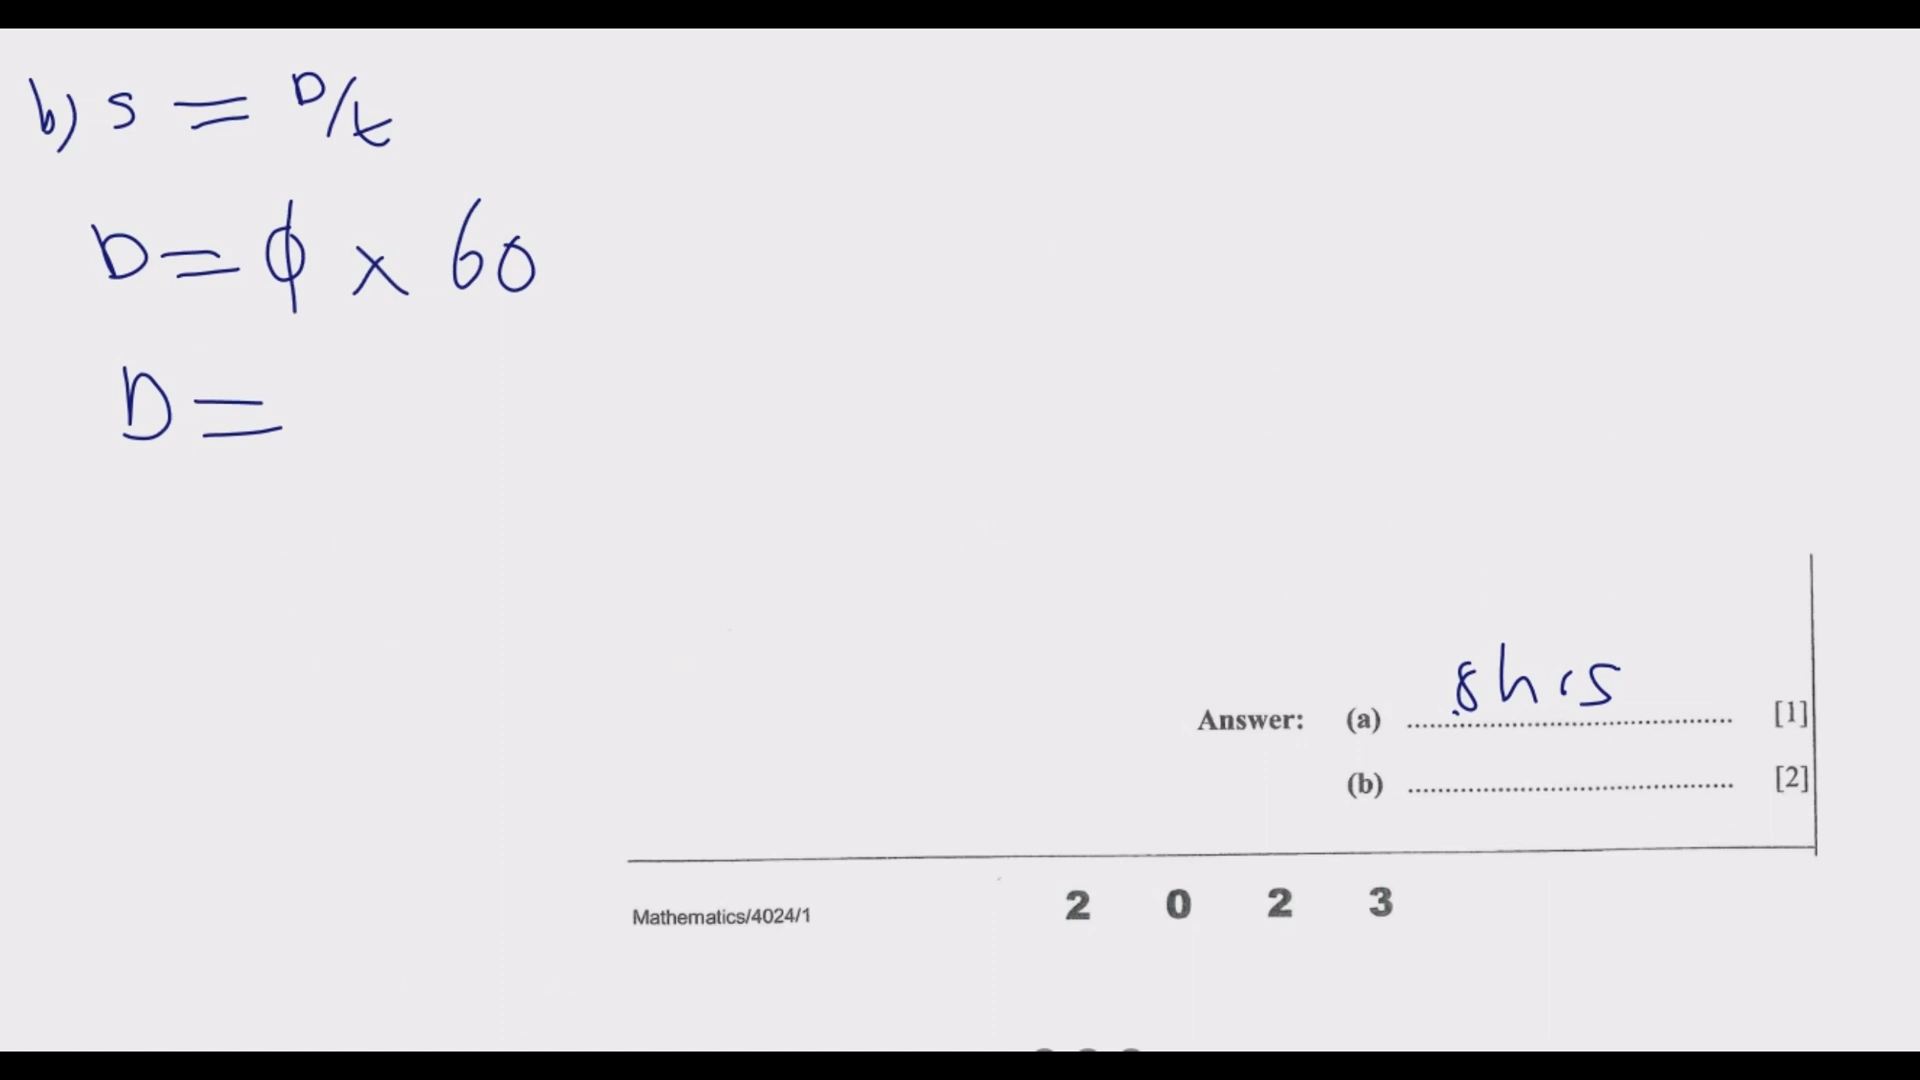 b) s = D/t
D = ϕ x 60
D =
8hrs
Answer: (a) ........................................ [1]
(b) ........................................ [2]
Mathematics/4024/1
2 0 2 3